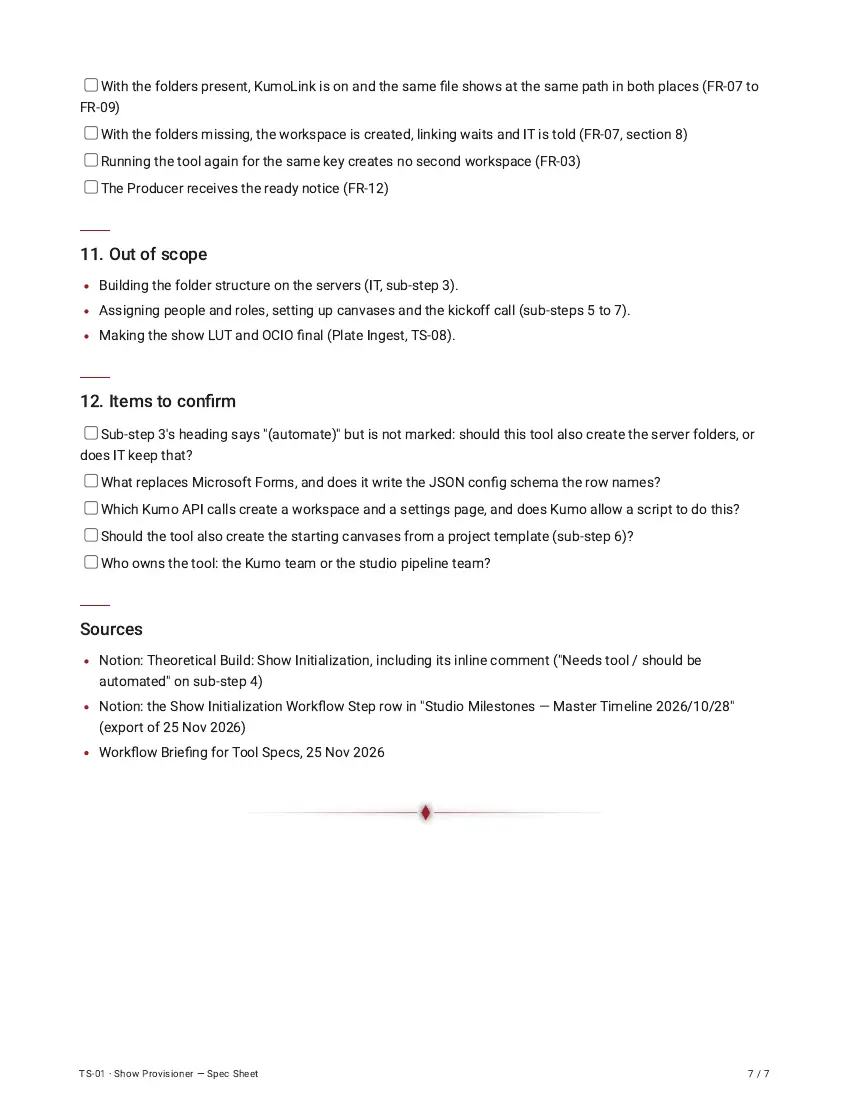 With the folders present, KumoLink is on and the same file shows at the same path in both places (FR-07 to
FR-09)
With the folders missing, the workspace is created, linking waits and IT is told (FR-07, section 8)
Running the tool again for the same key creates no second workspace (FR-03)
The Producer receives the ready notice (FR-12)
11. Out of scope
• Building the folder structure on the servers (IT, sub-step 3).
• Assigning people and roles, setting up canvases and the kickoff call (sub-steps 5 to 7).
• Making the show LUT and OCIO final (Plate Ingest, TS-08).
12. Items to confirm
Sub-step 3's heading says "(automate)" but is not marked: should this tool also create the server folders, or
does IT keep that?
What replaces Microsoft Forms, and does it write the JSON config schema the row names?
Which Kumo API calls create a workspace and a settings page, and does Kumo allow a script to do this?
Should the tool also create the starting canvases from a project template (sub-step 6)?
Who owns the tool: the Kumo team or the studio pipeline team?
Sources
• Notion: Theoretical Build: Show Initialization, including its inline comment ("Needs tool / should be
automated" on sub-step 4)
• Notion: the Show Initialization Workflow Step row in "Studio Milestones — Master Timeline 2026/10/28"
(export of 25 Nov 2026)
• Workflow Briefing for Tool Specs, 25 Nov 2026
TS-01 · Show Provisioner — Spec Sheet
7 / 7